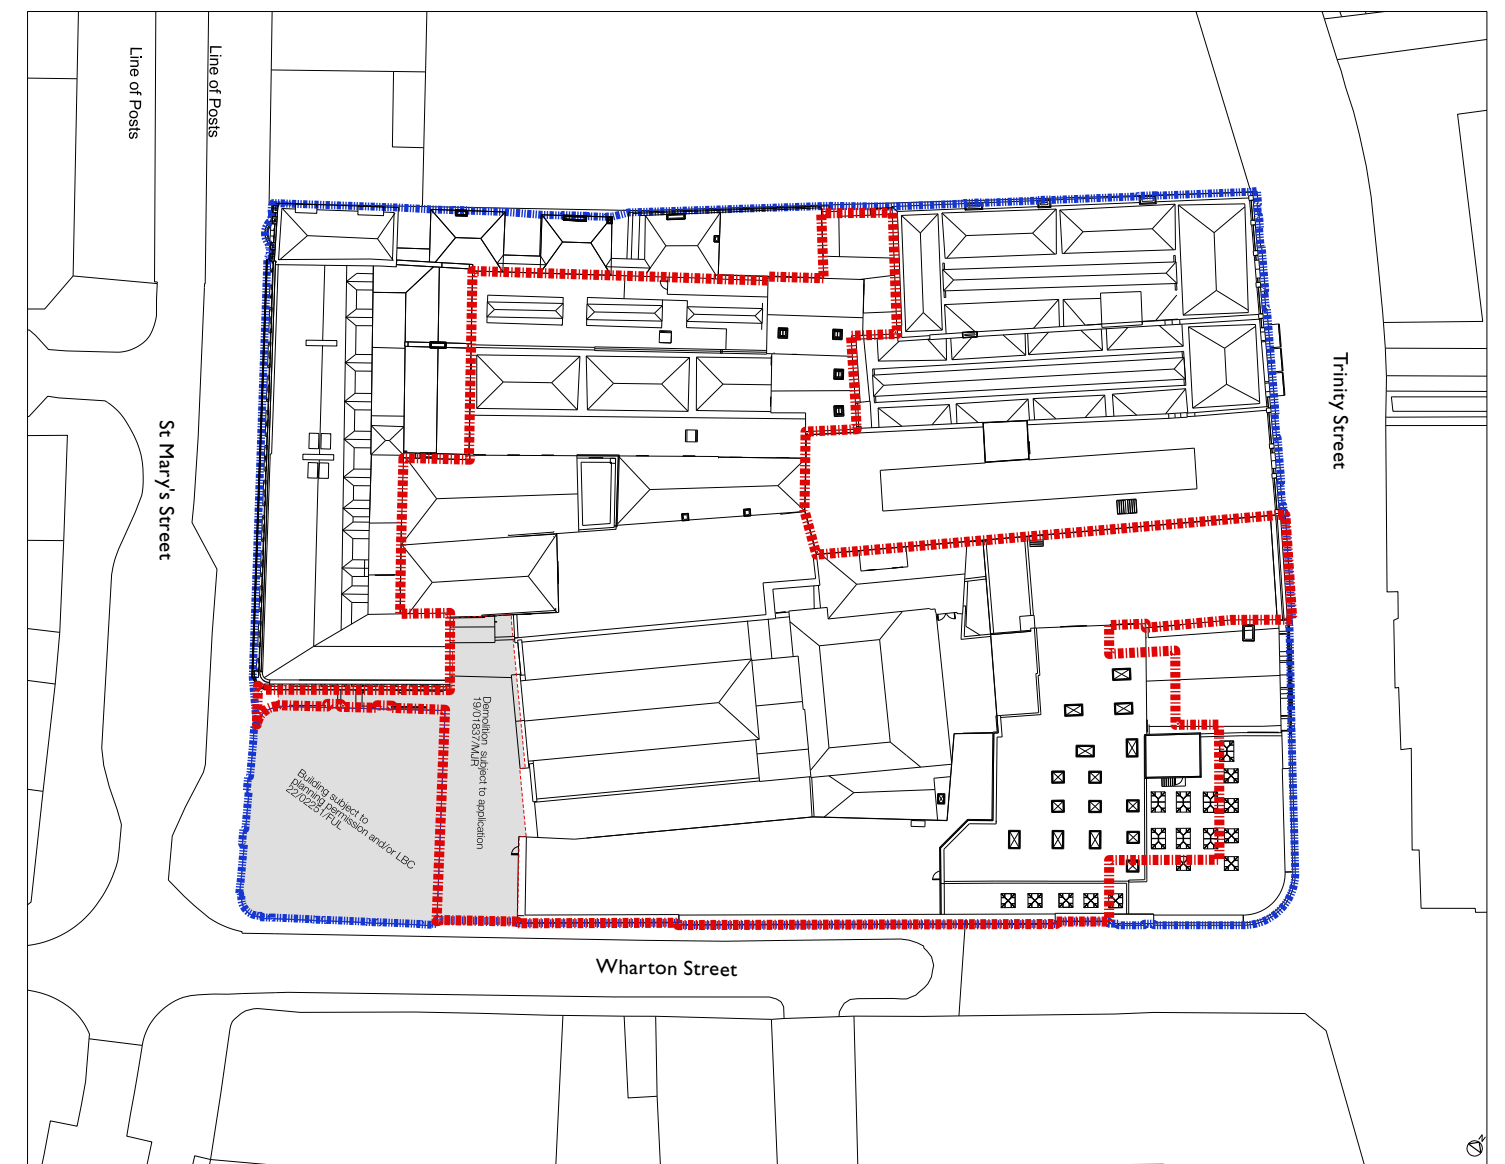 Line of Posts
Line of Posts
St Mary's Street
Trinity Street
Demolition subject to application
19/01837/MJR
Building subject to
planning permission and/or LBC
22/02251/FUL
Wharton Street
N